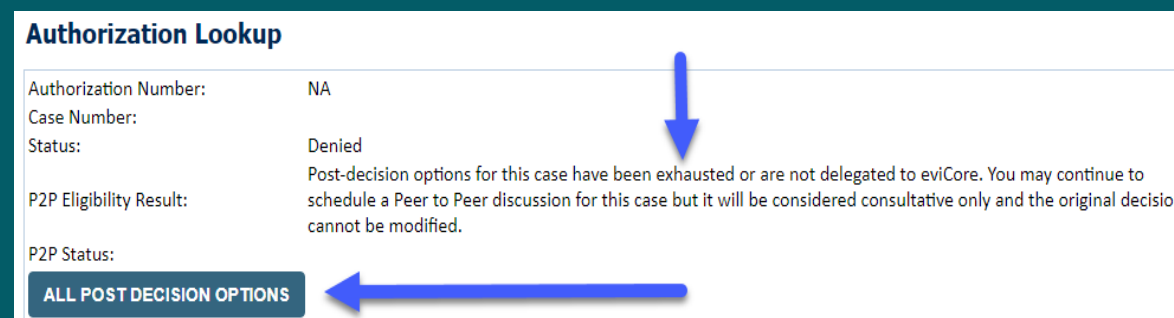 Authorization Lookup
Authorization Number: NA
Case Number:
Status: Denied
Post-decision options for this case have been exhausted or are not delegated to eviCore. You may continue to
P2P Eligibility Result: schedule a Peer to Peer discussion for this case but it will be considered consultative only and the original decisio
cannot be modified.
P2P Status:
ALL POST DECISION OPTIONS